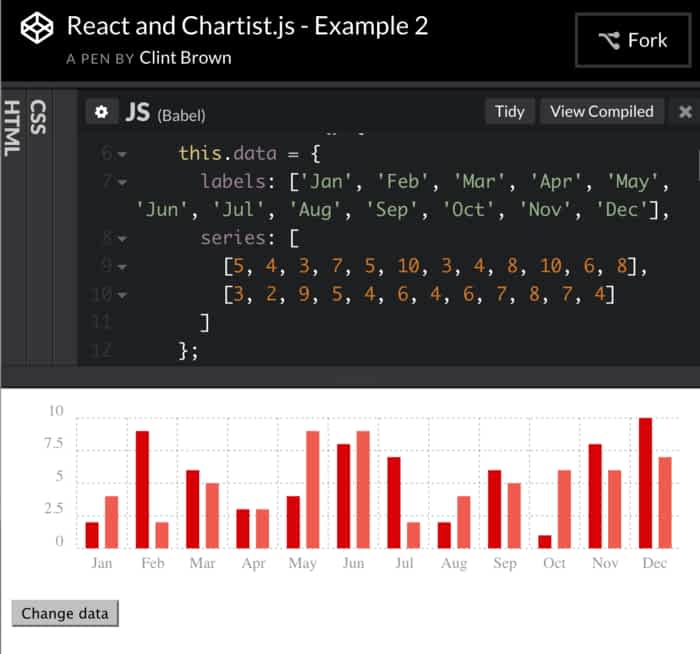 React and Chartist.js - Example 2
A PEN BY Clint Brown
Fork
HTML
CSS
JS (Babel)
Tidy
View Compiled
×
6 this.data = {
7 labels: ['Jan', 'Feb', 'Mar', 'Apr', 'May',
'Jun', 'Jul', 'Aug', 'Sep', 'Oct', 'Nov', 'Dec'],
8 series: [
9 [5, 4, 3, 7, 5, 10, 3, 4, 8, 10, 6, 8],
10 [3, 2, 9, 5, 4, 6, 4, 6, 7, 8, 7, 4]
11 ]
12 };
10
7.5
5
2.5
0
Jan Feb Mar Apr May Jun Jul Aug Sep Oct Nov Dec
Change data